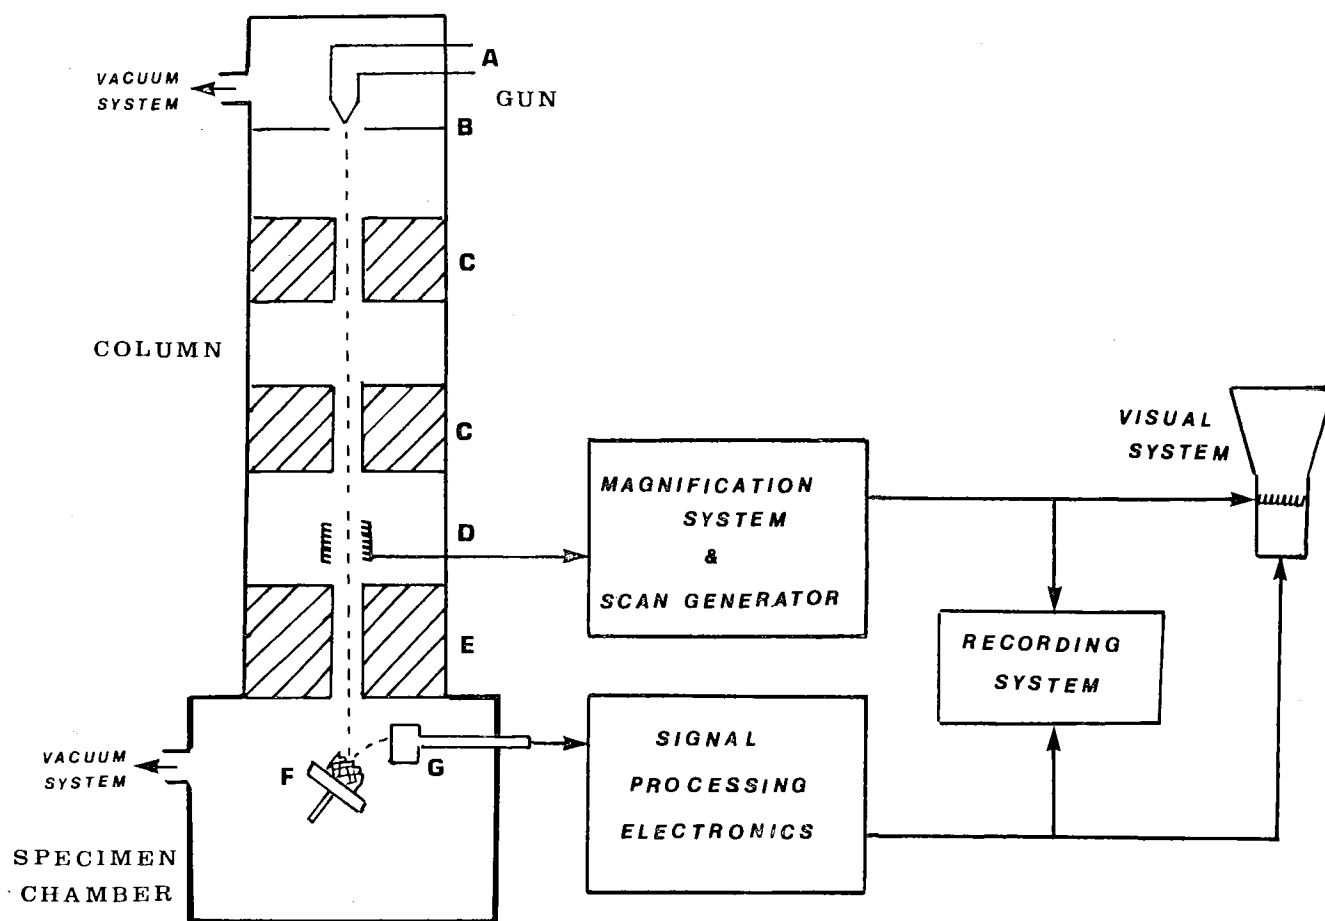 A
VACUUM
SYSTEM
GUN
B
C
COLUMN
C
VISUAL
SYSTEM
MAGNIFICATION
SYSTEM
&
SCAN GENERATOR
D
E
RECORDING
SYSTEM
SIGNAL
PROCESSING
ELECTRONICS
VACUUM
SYSTEM
F
G
SPECIMEN
CHAMBER